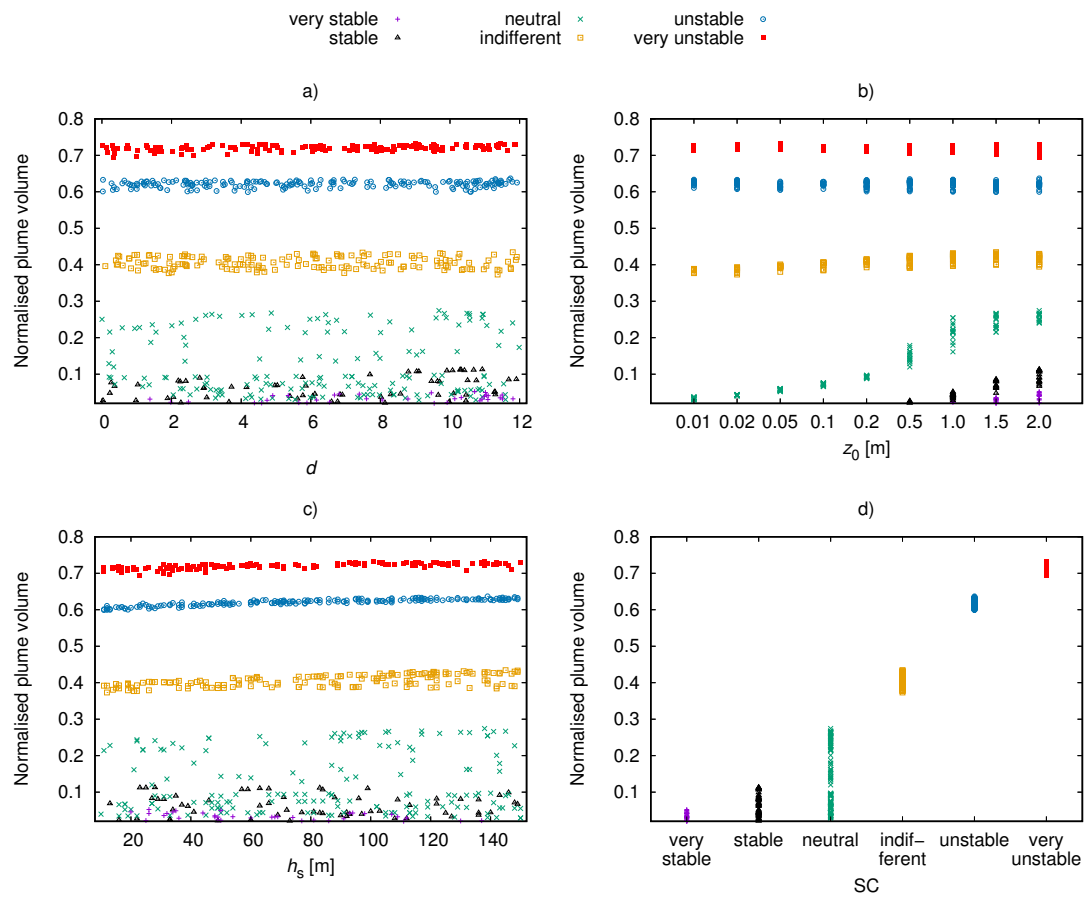 very stable neutral unstable
stable indifferent very unstable
a)
Normalised plume volume
0.8
0.7
0.6
0.5
0.4
0.3
0.2
0.1
0 2 4 6 8 10 12
d
b)
Normalised plume volume
0.8
0.7
0.6
0.5
0.4
0.3
0.2
0.1
0.01 0.02 0.05 0.1 0.2 0.5 1.0 1.5 2.0
z0 [m]
c)
Normalised plume volume
0.8
0.7
0.6
0.5
0.4
0.3
0.2
0.1
20 40 60 80 100 120 140
hs [m]
d)
Normalised plume volume
0.8
0.7
0.6
0.5
0.4
0.3
0.2
0.1
very stable neutral indif− unstable very
stable ferent unstable
SC